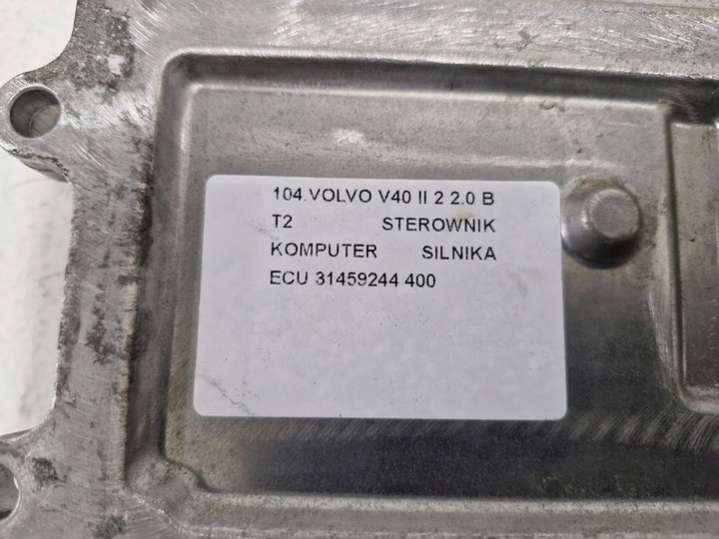 104.VOLVO V40 II 2 2.0 B
T2 STEROWNIK
KOMPUTER SILNIKA
ECU 31459244 400